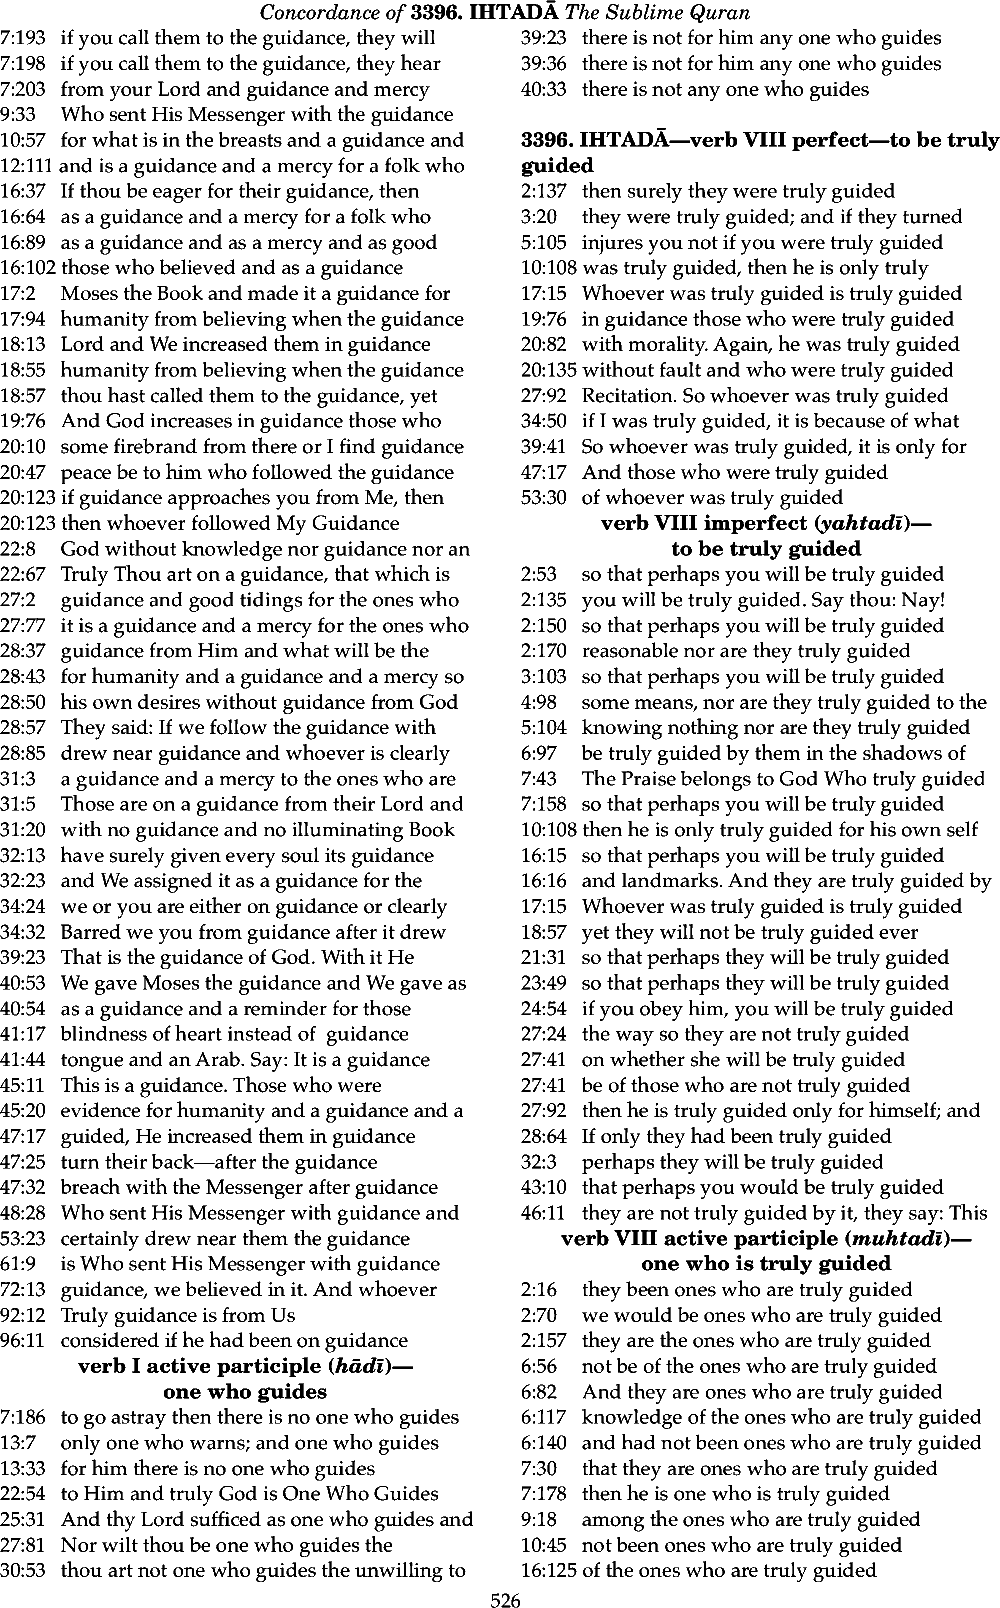 Concordance of 3396. IHTADĀ The Sublime Quran
7:193 if you call them to the guidance, they will
7:198 if you call them to the guidance, they hear
7:203 from your Lord and guidance and mercy
9:33 Who sent His Messenger with the guidance
10:57 for what is in the breasts and a guidance and
12:111 and is a guidance and a mercy for a folk who
16:37 If thou be eager for their guidance, then
16:64 as a guidance and a mercy for a folk who
16:89 as a guidance and as a mercy and as good
16:102 those who believed and as a guidance
17:2 Moses the Book and made it a guidance for
17:94 humanity from believing when the guidance
18:13 Lord and We increased them in guidance
18:55 humanity from believing when the guidance
18:57 thou hast called them to the guidance, yet
19:76 And God increases in guidance those who
20:10 some firebrand from there or I find guidance
20:47 peace be to him who followed the guidance
20:123 if guidance approaches you from Me, then
20:123 then whoever followed My Guidance
22:8 God without knowledge nor guidance nor an
22:67 Truly Thou art on a guidance, that which is
27:2 guidance and good tidings for the ones who
27:77 it is a guidance and a mercy for the ones who
28:37 guidance from Him and what will be the
28:43 for humanity and a guidance and a mercy so
28:50 his own desires without guidance from God
28:57 They said: If we follow the guidance with
28:85 drew near guidance and whoever is clearly
31:3 a guidance and a mercy to the ones who are
31:5 Those are on a guidance from their Lord and
31:20 with no guidance and no illuminating Book
32:13 have surely given every soul its guidance
32:23 and We assigned it as a guidance for the
34:24 we or you are either on guidance or clearly
34:32 Barred we you from guidance after it drew
39:23 That is the guidance of God. With it He
40:53 We gave Moses the guidance and We gave as
40:54 as a guidance and a reminder for those
41:17 blindness of heart instead of guidance
41:44 tongue and an Arab. Say: It is a guidance
45:11 This is a guidance. Those who were
45:20 evidence for humanity and a guidance and a
47:17 guided, He increased them in guidance
47:25 turn their back—after the guidance
47:32 breach with the Messenger after guidance
48:28 Who sent His Messenger with guidance and
53:23 certainly drew near them the guidance
61:9 is Who sent His Messenger with guidance
72:13 guidance, we believed in it. And whoever
92:12 Truly guidance is from Us
96:11 considered if he had been on guidance
verb I active participle (hādī)—
one who guides
7:186 to go astray then there is no one who guides
13:7 only one who warns; and one who guides
13:33 for him there is no one who guides
22:54 to Him and truly God is One Who Guides
25:31 And thy Lord sufficed as one who guides and
27:81 Nor wilt thou be one who guides the
30:53 thou art not one who guides the unwilling to
39:23 there is not for him any one who guides
39:36 there is not for him any one who guides
40:33 there is not any one who guides
3396. IHTADĀ—verb VIII perfect—to be truly
guided
2:137 then surely they were truly guided
3:20 they were truly guided; and if they turned
5:105 injures you not if you were truly guided
10:108 was truly guided, then he is only truly
17:15 Whoever was truly guided is truly guided
19:76 in guidance those who were truly guided
20:82 with morality. Again, he was truly guided
20:135 without fault and who were truly guided
27:92 Recitation. So whoever was truly guided
34:50 if I was truly guided, it is because of what
39:41 So whoever was truly guided, it is only for
47:17 And those who were truly guided
53:30 of whoever was truly guided
verb VIII imperfect (yahtadī)—
to be truly guided
2:53 so that perhaps you will be truly guided
2:135 you will be truly guided. Say thou: Nay!
2:150 so that perhaps you will be truly guided
2:170 reasonable nor are they truly guided
3:103 so that perhaps you will be truly guided
4:98 some means, nor are they truly guided to the
5:104 knowing nothing nor are they truly guided
6:97 be truly guided by them in the shadows of
7:43 The Praise belongs to God Who truly guided
7:158 so that perhaps you will be truly guided
10:108 then he is only truly guided for his own self
16:15 so that perhaps you will be truly guided
16:16 and landmarks. And they are truly guided by
17:15 Whoever was truly guided is truly guided
18:57 yet they will not be truly guided ever
21:31 so that perhaps they will be truly guided
23:49 so that perhaps they will be truly guided
24:54 if you obey him, you will be truly guided
27:24 the way so they are not truly guided
27:41 on whether she will be truly guided
27:41 be of those who are not truly guided
27:92 then he is truly guided only for himself; and
28:64 If only they had been truly guided
32:3 perhaps they will be truly guided
43:10 that perhaps you would be truly guided
46:11 they are not truly guided by it, they say: This
verb VIII active participle (muhtadī)—
one who is truly guided
2:16 they been ones who are truly guided
2:70 we would be ones who are truly guided
2:157 they are the ones who are truly guided
6:56 not be of the ones who are truly guided
6:82 And they are ones who are truly guided
6:117 knowledge of the ones who are truly guided
6:140 and had not been ones who are truly guided
7:30 that they are ones who are truly guided
7:178 then he is one who is truly guided
9:18 among the ones who are truly guided
10:45 not been ones who are truly guided
16:125 of the ones who are truly guided
526